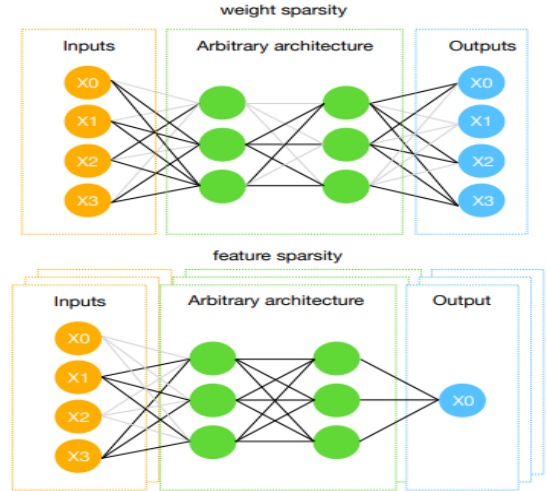 weight sparsity
Inputs
Arbitrary architecture
Outputs
X0
X0
X1
X1
X2
X2
X3
X3
feature sparsity
Inputs
Arbitrary architecture
Output
X0
X1
X2
X0
X3